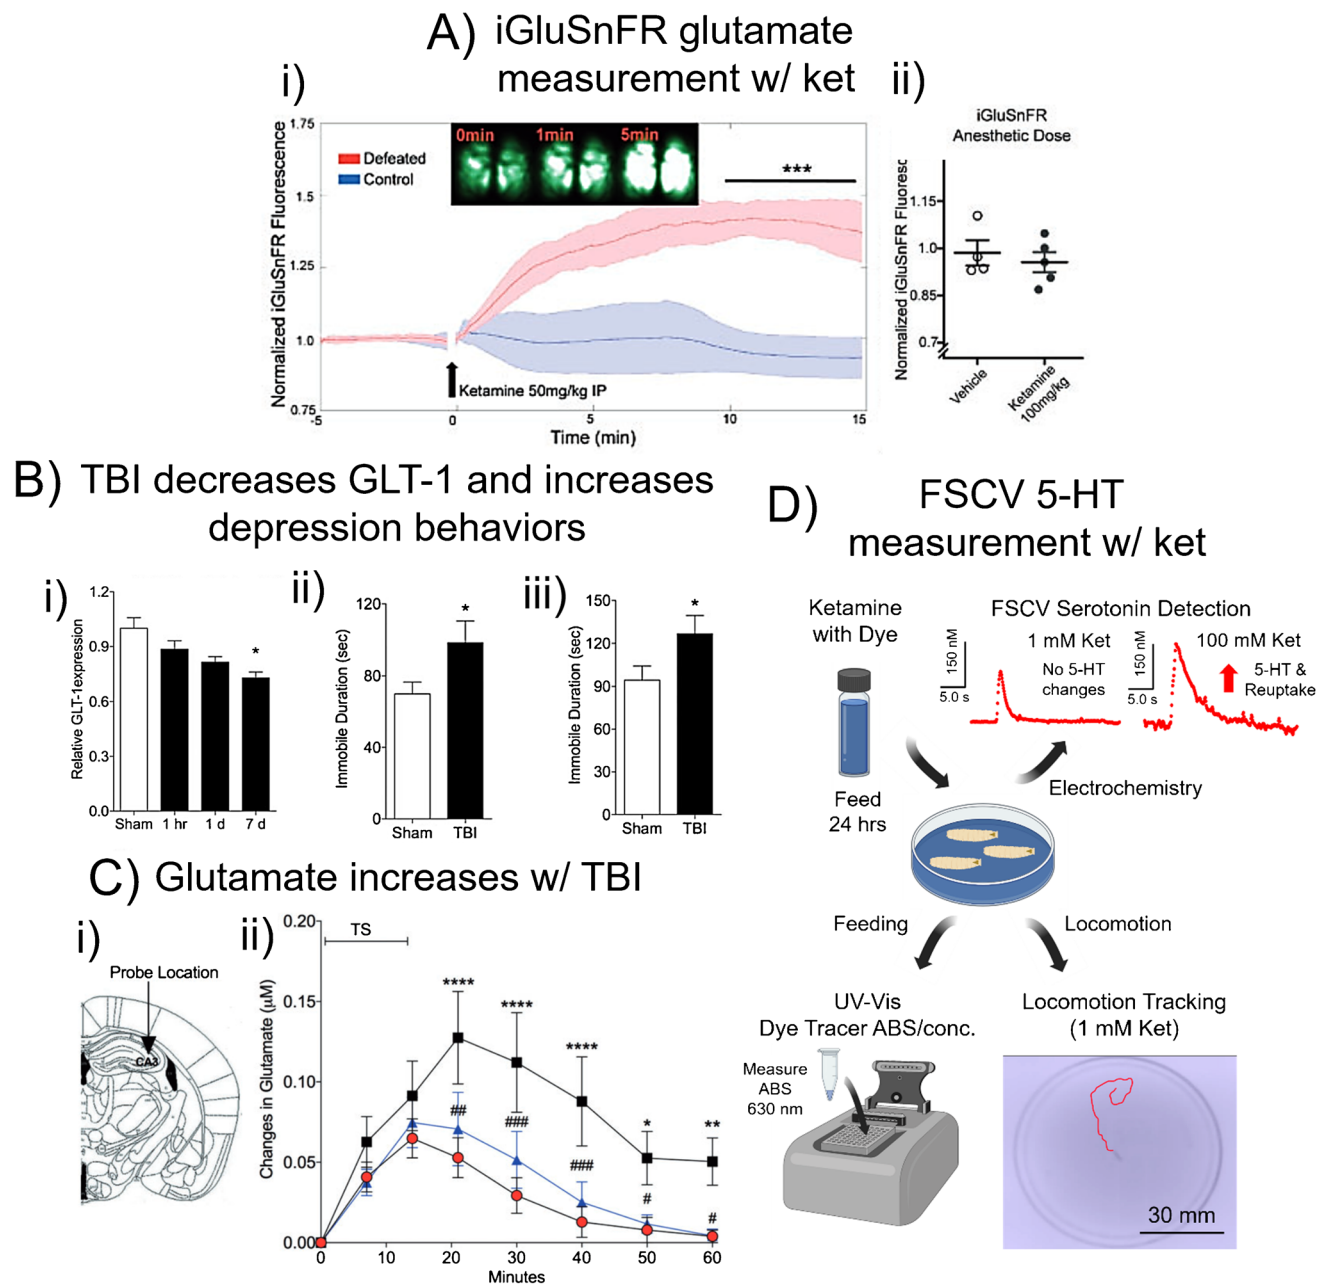 A) iGluSnFR glutamate
measurement w/ ket
i)
Normalized iGluSnFR Fluorescence
1.75
1.5
1.25
1.0
0.75
Defeated
Control
0min 1min 5min
***
Ketamine 50mg/kg IP
-5 0 5 10 15
Time (min)
ii)
iGluSnFR
Anesthetic Dose
Normalized iGluSnFR Fluoresc
1.15
1.0
0.85
0.7
Vehicle
Ketamine
100mg/kg
B) TBI decreases GLT-1 and increases
depression behaviors
i)
Relative GLT-1expression
1.2
0.9
0.6
0.3
0.0
*
Sham 1 hr 1 d 7 d
ii)
Immobile Duration (sec)
120
80
40
0
*
Sham TBI
iii)
Immobile Duration (sec)
150
120
90
60
30
0
*
Sham TBI
C) Glutamate increases w/ TBI
i)
Probe Location
CA3
ii)
Changes in Glutamate (μM)
0.20
0.15
0.10
0.05
0.00
TS
**** **** **** * **
## ### ### # #
0 10 20 30 40 50 60
Minutes
D) FSCV 5-HT
measurement w/ ket
Ketamine
with Dye
Feed
24 hrs
FSCV Serotonin Detection
150 nM
5.0 s
1 mM Ket
No 5-HT
changes
150 nM
5.0 s
100 mM Ket
5-HT &
Reuptake
Electrochemistry
Feeding
Locomotion
UV-Vis
Dye Tracer ABS/conc.
Measure
ABS
630 nm
Locomotion Tracking
(1 mM Ket)
30 mm